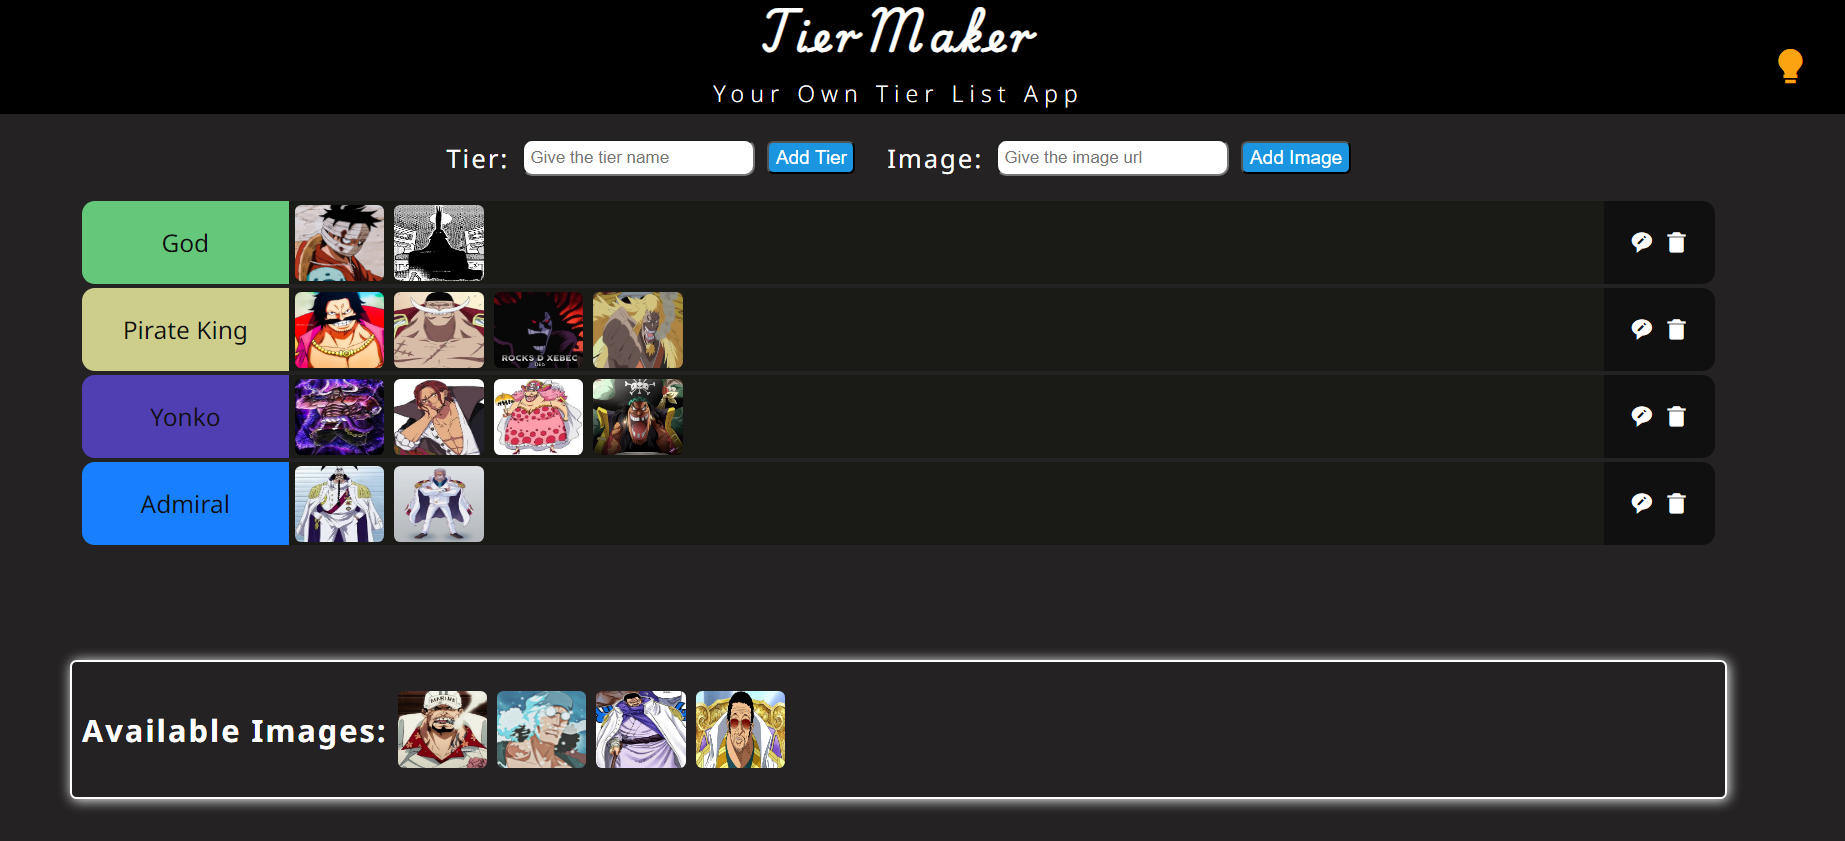 TierMaker
Your Own Tier List App
Tier: Give the tier name Add Tier Image: Give the image url Add Image
God
Pirate King
ROCKS D XEBEC
Yonko
Admiral
MARINE
Available Images: